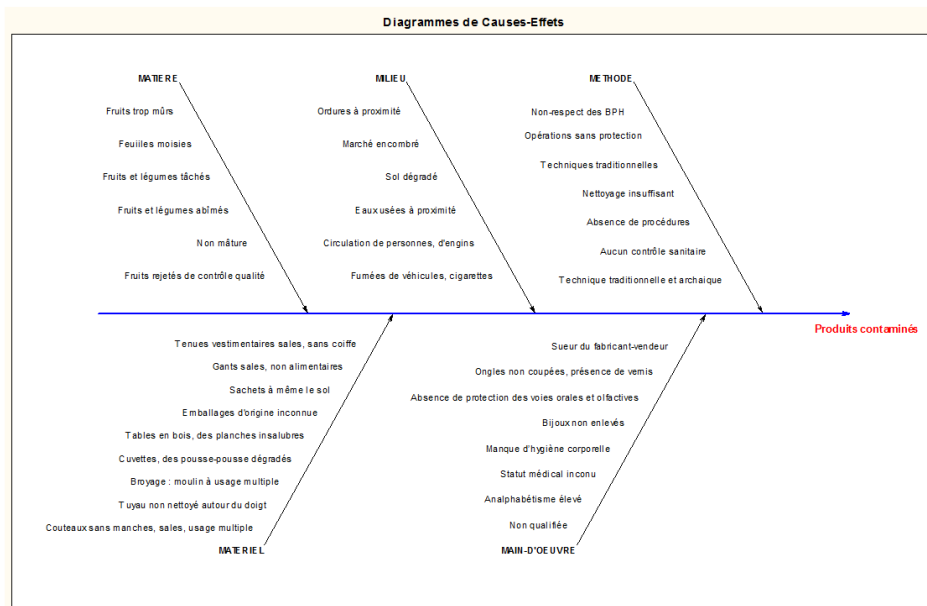 Diagrammes de Causes-Effets
MATIERE
Fruits trop mûrs
Feuiles moisies
Fruits et légumes tâchés
Fruits et légumes abîmés
Non mâture
Fruits rejetés de contrôle qualité
MILIEU
Ordures à proximité
Marché encombré
Sol dégradé
Eaux usées à proximité
Circulation de personnes, d'engins
Fumées de véhicules, cigarettes
METHODE
Non-respect des BPH
Opérations sans protection
Techniques traditionnelles
Nettoyage insuffisant
Absence de procédures
Aucun contrôle sanitaire
Technique traditionnelle et archaique
Produits contaminés
Tenues vestimentaires sales, sans coiffe
Gants sales, non alimentaires
Sachets à même le sol
Emballages d'origine inconnue
Tables en bois, des planches insalubres
Cuvettes, des pousse-pousse dégradés
Broyage : moulin à usage multiple
Tuyau non nettoyé autour du doigt
Couteaux sans manches, sales, usage multiple
MATERIEL
Sueur du fabricant-vendeur
Ongles non coupées, présence de vernis
Absence de protection des voies orales et olfactives
Bijoux non enlevés
Manque d'hygiène corporelle
Statut médical inconu
Analphabétisme élevé
Non qualifiée
MAIN-D'OEUVRE